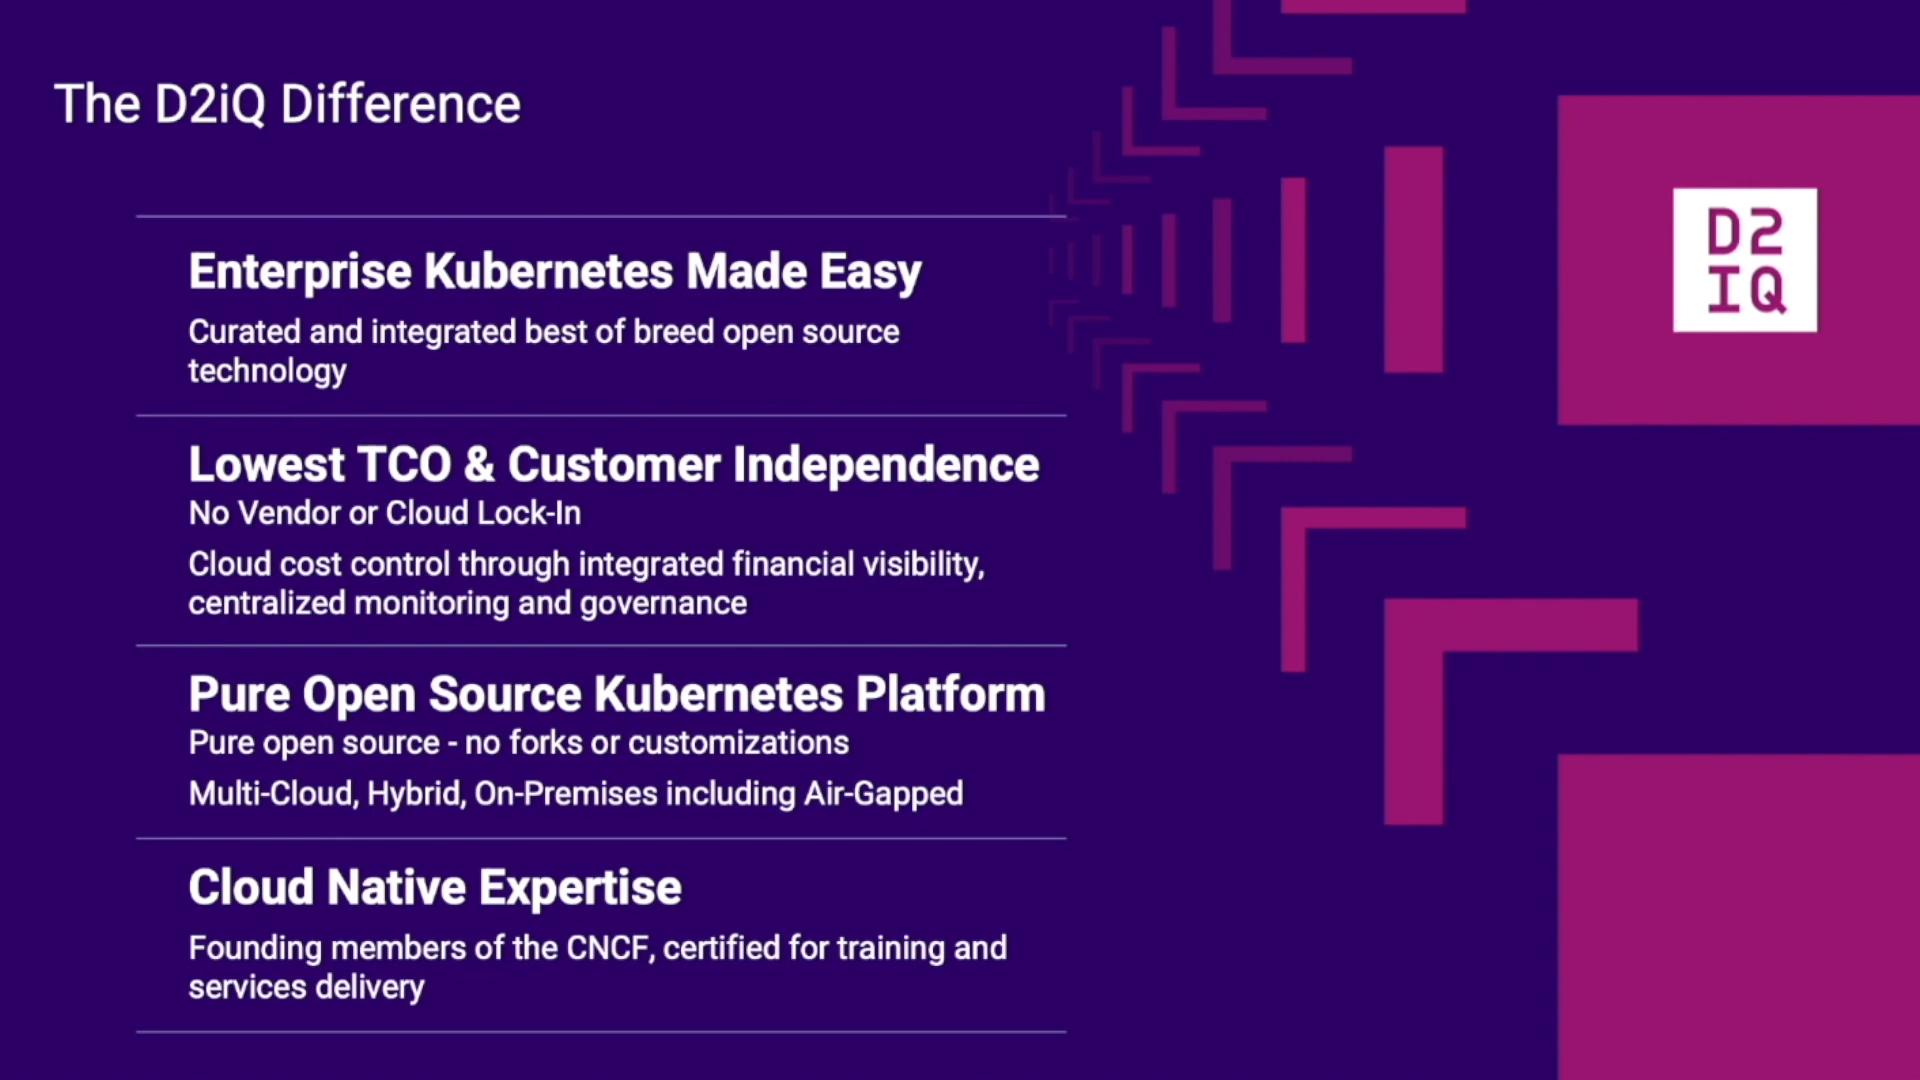 The D2iQ Difference
Enterprise Kubernetes Made Easy
Curated and integrated best of breed open source
technology
Lowest TCO & Customer Independence
No Vendor or Cloud Lock-In
Cloud cost control through integrated financial visibility,
centralized monitoring and governance
Pure Open Source Kubernetes Platform
Pure open source - no forks or customizations
Multi-Cloud, Hybrid, On-Premises including Air-Gapped
Cloud Native Expertise
Founding members of the CNCF, certified for training and
services delivery
D2
IQ